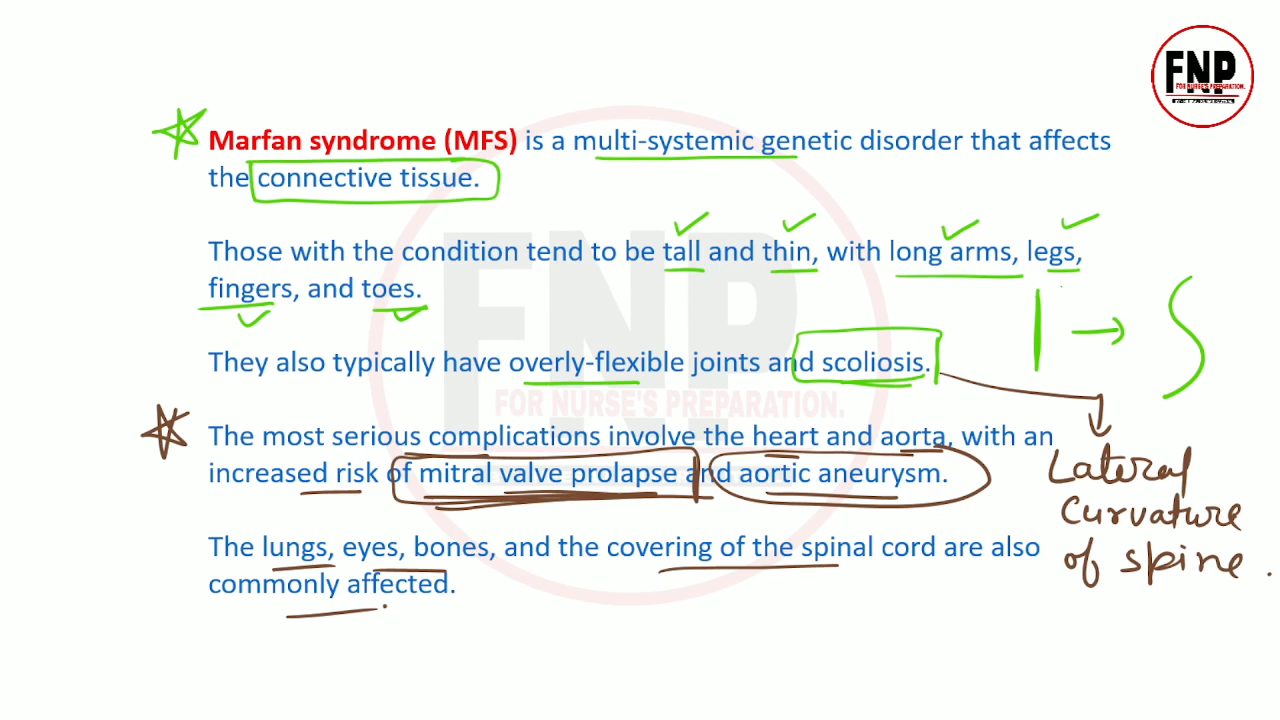 FNP
FOR NURSE'S PREPARATION.
Marfan syndrome (MFS) is a multi-systemic genetic disorder that affects
the connective tissue.
Those with the condition tend to be tall and thin, with long arms, legs,
fingers, and toes.
They also typically have overly-flexible joints and scoliosis.
The most serious complications involve the heart and aorta, with an
increased risk of mitral valve prolapse and aortic aneurysm.
The lungs, eyes, bones, and the covering of the spinal cord are also
commonly affected.
Lateral
Curvature
of spine.
FNP
FOR NURSE'S PREPARATION.